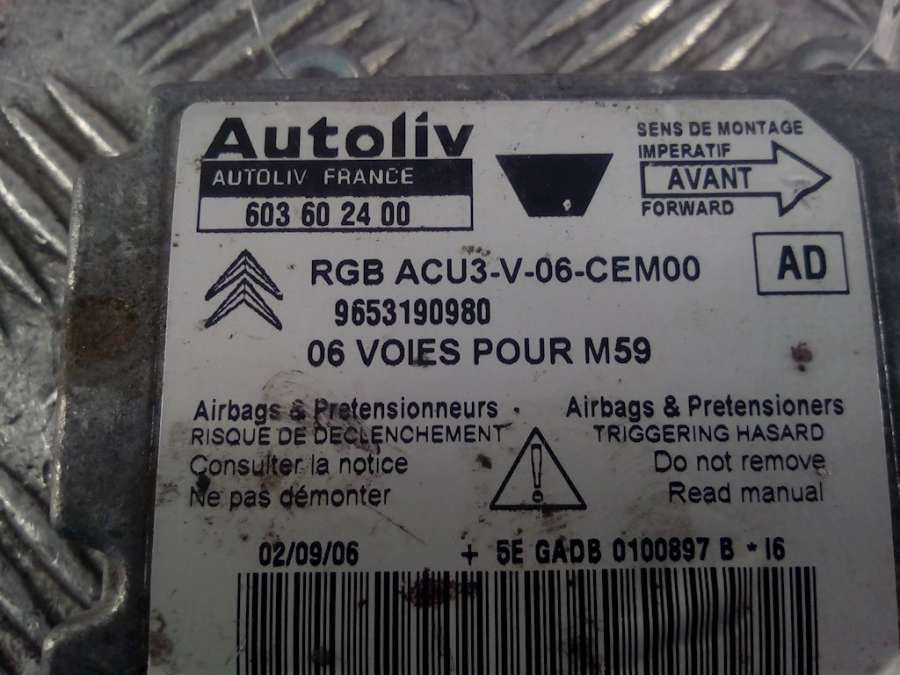 Autoliv
AUTOLIV FRANCE
603 60 24 00
SENS DE MONTAGE
IMPERATIF
AVANT
FORWARD
AD
RGB ACU3-V-06-CEM00
9653190980
06 VOIES POUR M59
Airbags & Pretensionneurs
RISQUE DE DECLENCHEMENT
Consulter la notice
Ne pas démonter
Airbags & Pretensioners
TRIGGERING HASARD
Do not remove
Read manual
!
02/09/06 + 5E GADB 0100897 B * I6